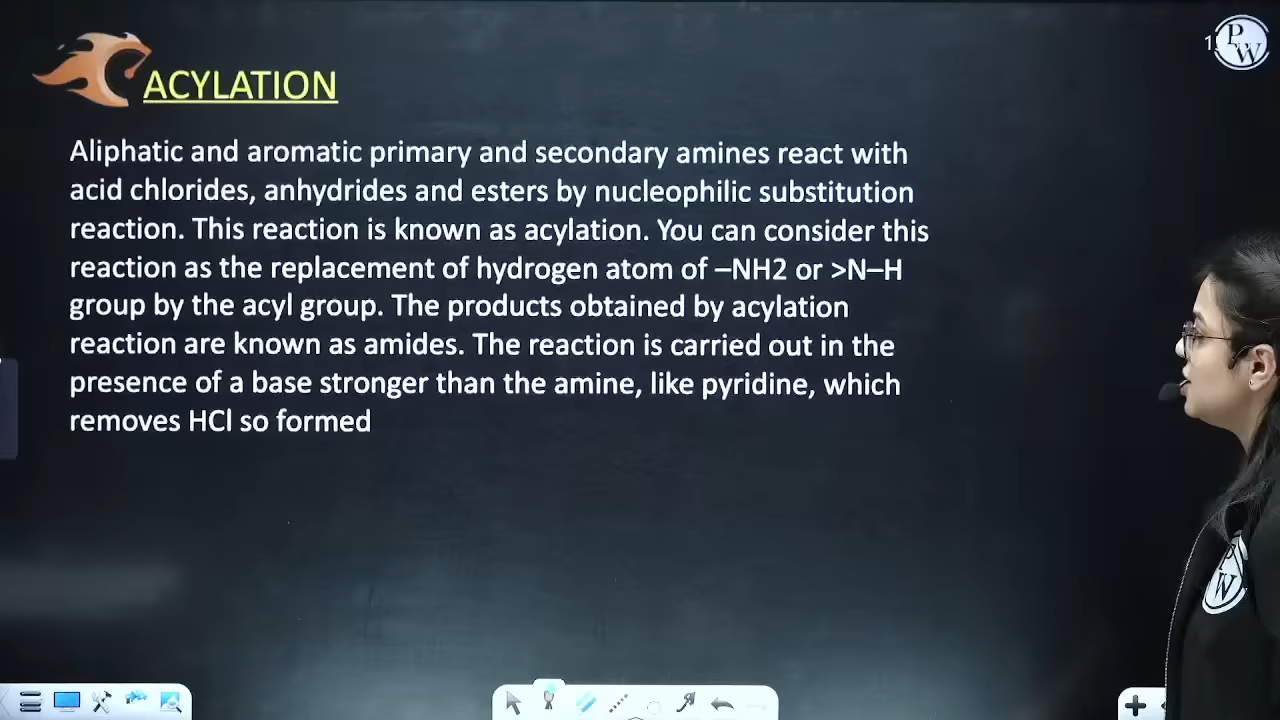 ACYLATION
Aliphatic and aromatic primary and secondary amines react with
acid chlorides, anhydrides and esters by nucleophilic substitution
reaction. This reaction is known as acylation. You can consider this
reaction as the replacement of hydrogen atom of –NH2 or >N–H
group by the acyl group. The products obtained by acylation
reaction are known as amides. The reaction is carried out in the
presence of a base stronger than the amine, like pyridine, which
removes HCl so formed
P
W
P
W